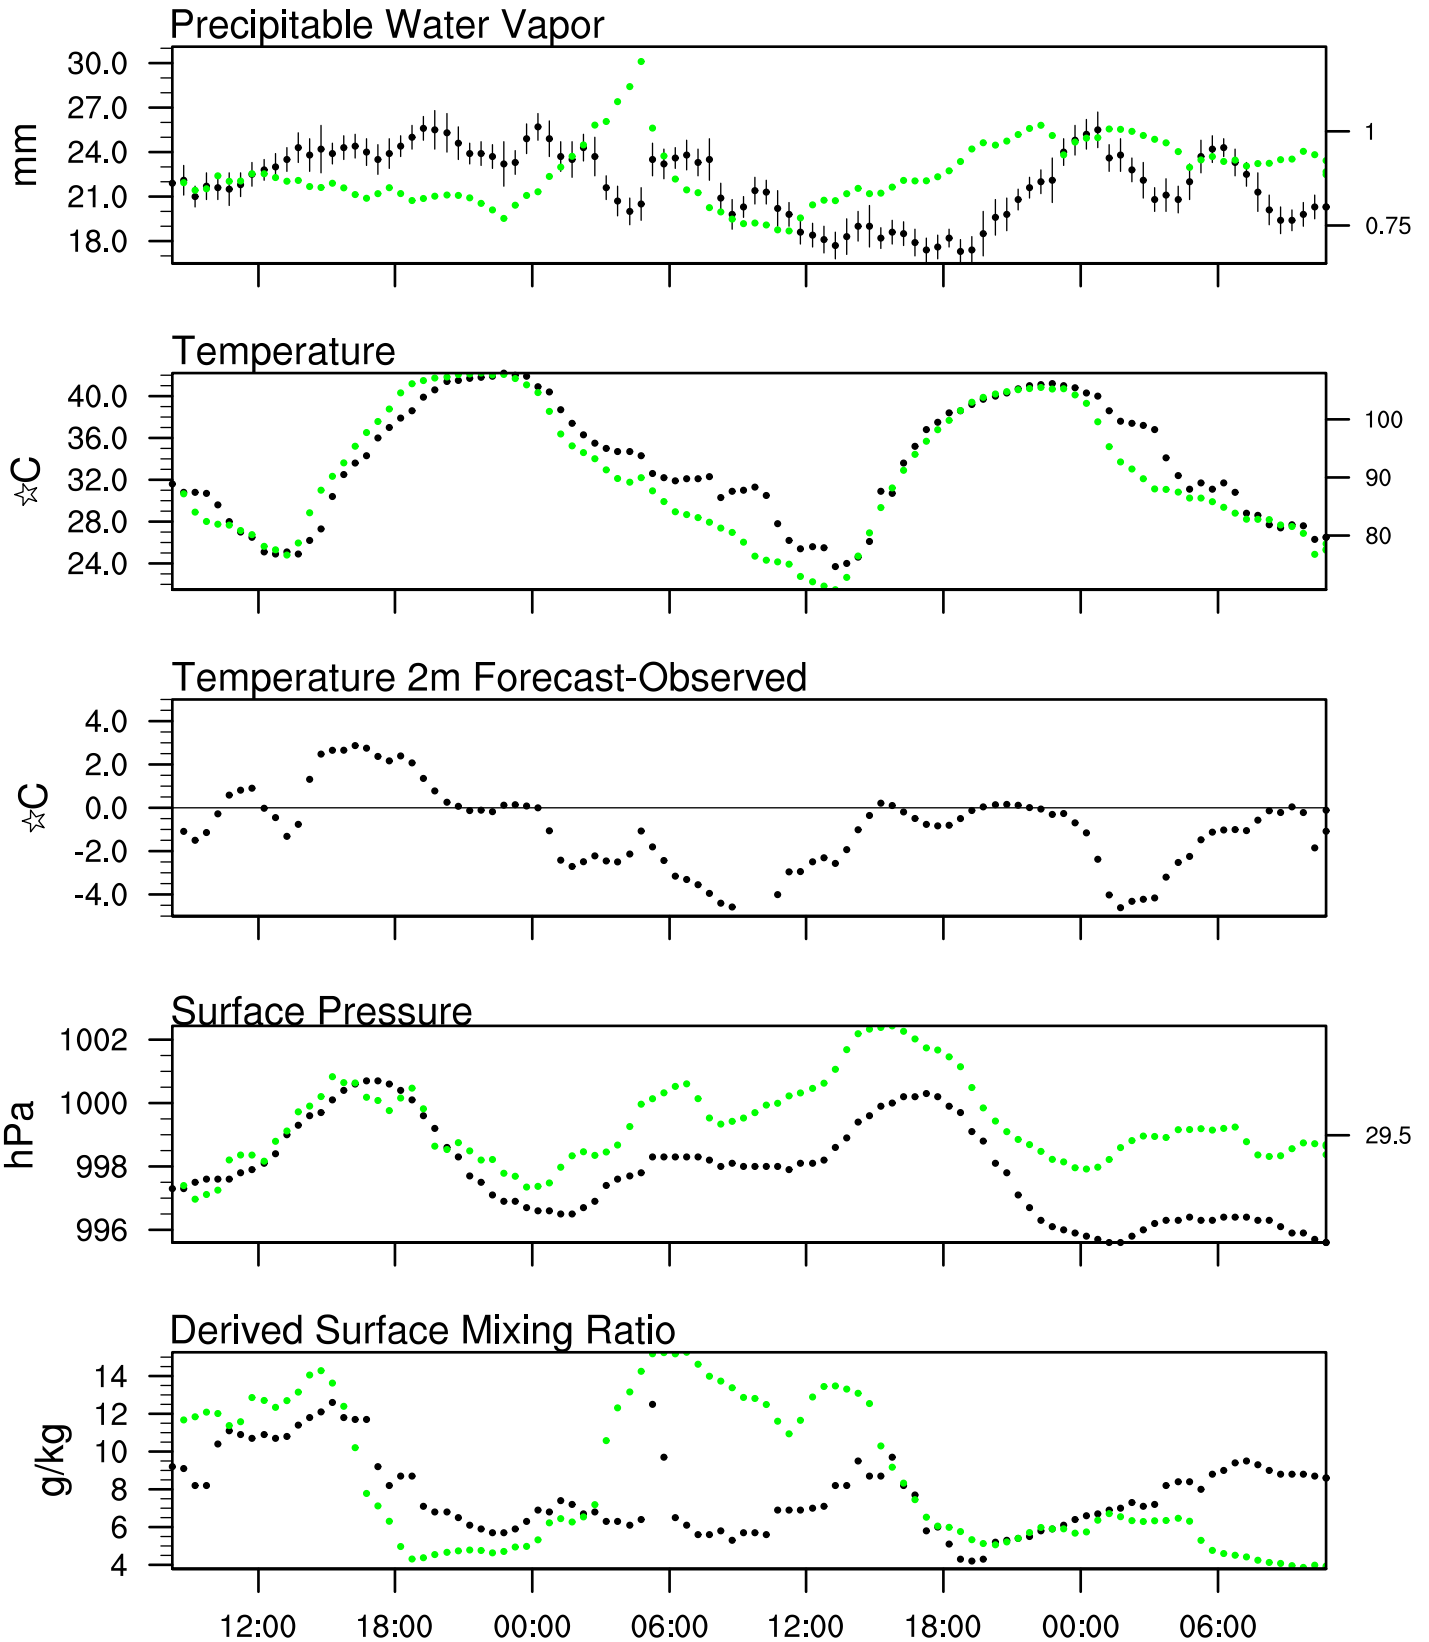 Precipitable Water Vapor
30.0
27.0
24.0
21.0
18.0
mm
1
0.75
Temperature
40.0
36.0
32.0
28.0
24.0
☆C
100
90
80
Temperature 2m Forecast-Observed
4.0
2.0
0.0
-2.0
-4.0
☆C
Surface Pressure
1002
1000
998
996
hPa
29.5
Derived Surface Mixing Ratio
14
12
10
8
6
4
g/kg
12:00 18:00 00:00 06:00 12:00 18:00 00:00 06:00